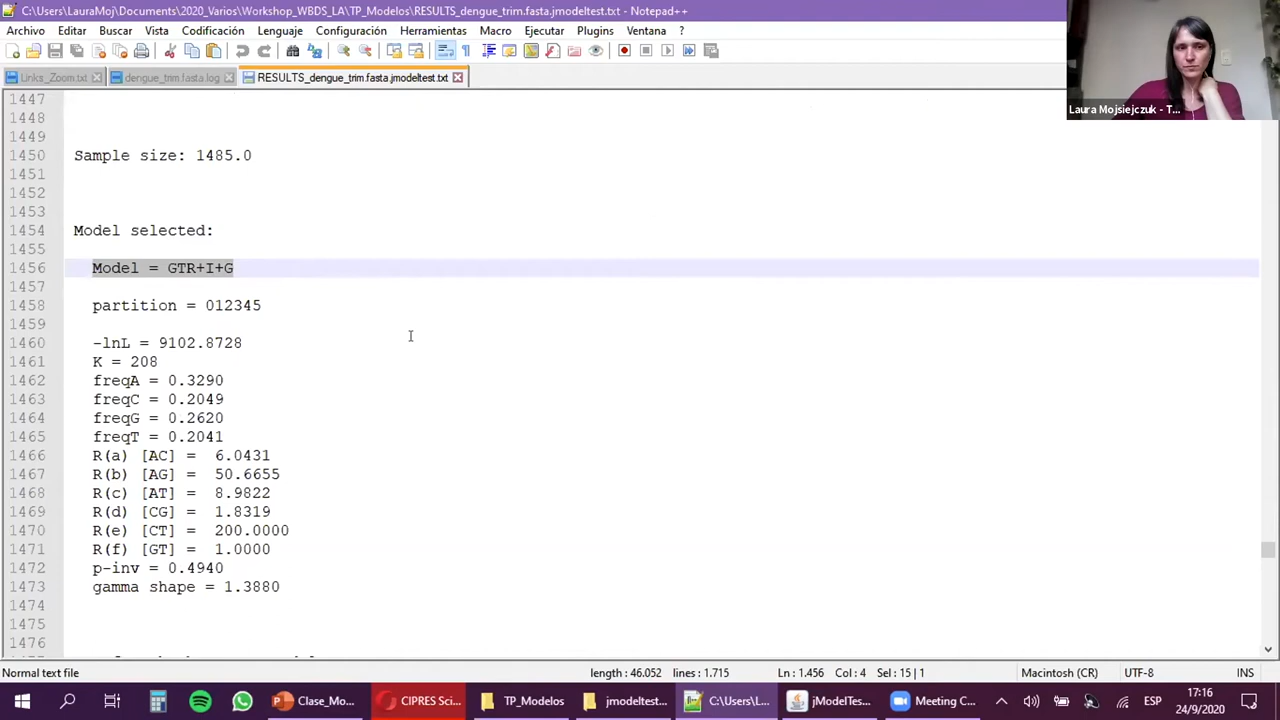 C:\Users\LauraMoj\Documents\2020_Varios\Workshop_WBDS_LA\TP_Modelos\RESULTS_dengue_trim.fasta.jmodeltest.txt - Notepad++
Archivo Editar Buscar Vista Codificación Lenguaje Configuración Herramientas Macro Ejecutar Plugins Ventana ?
Links_Zoom.txt dengue_trim.fasta.log RESULTS_dengue_trim.fasta.jmodeltest.txt
Laura Mojsiejczuk - T...
1447
1448
1449
1450 Sample size: 1485.0
1451
1452
1453
1454 Model selected:
1455
1456 Model = GTR+I+G
1457
1458 partition = 012345
1459
1460 -lnL = 9102.8728
1461 K = 208
1462 freqA = 0.3290
1463 freqC = 0.2049
1464 freqG = 0.2620
1465 freqT = 0.2041
1466 R(a) [AC] = 6.0431
1467 R(b) [AG] = 50.6655
1468 R(c) [AT] = 8.9822
1469 R(d) [CG] = 1.8319
1470 R(e) [CT] = 200.0000
1471 R(f) [GT] = 1.0000
1472 p-inv = 0.4940
1473 gamma shape = 1.3880
1474
1475
1476
Normal text file length : 46.052 lines : 1.715 Ln : 1.456 Col : 4 Sel : 15 | 1 Macintosh (CR) UTF-8 INS
Clase_Mo... CIPRES Sci... TP_Modelos jmodeltest... C:\Users\L... jModelTes... Meeting C... ESP 17:16
24/9/2020